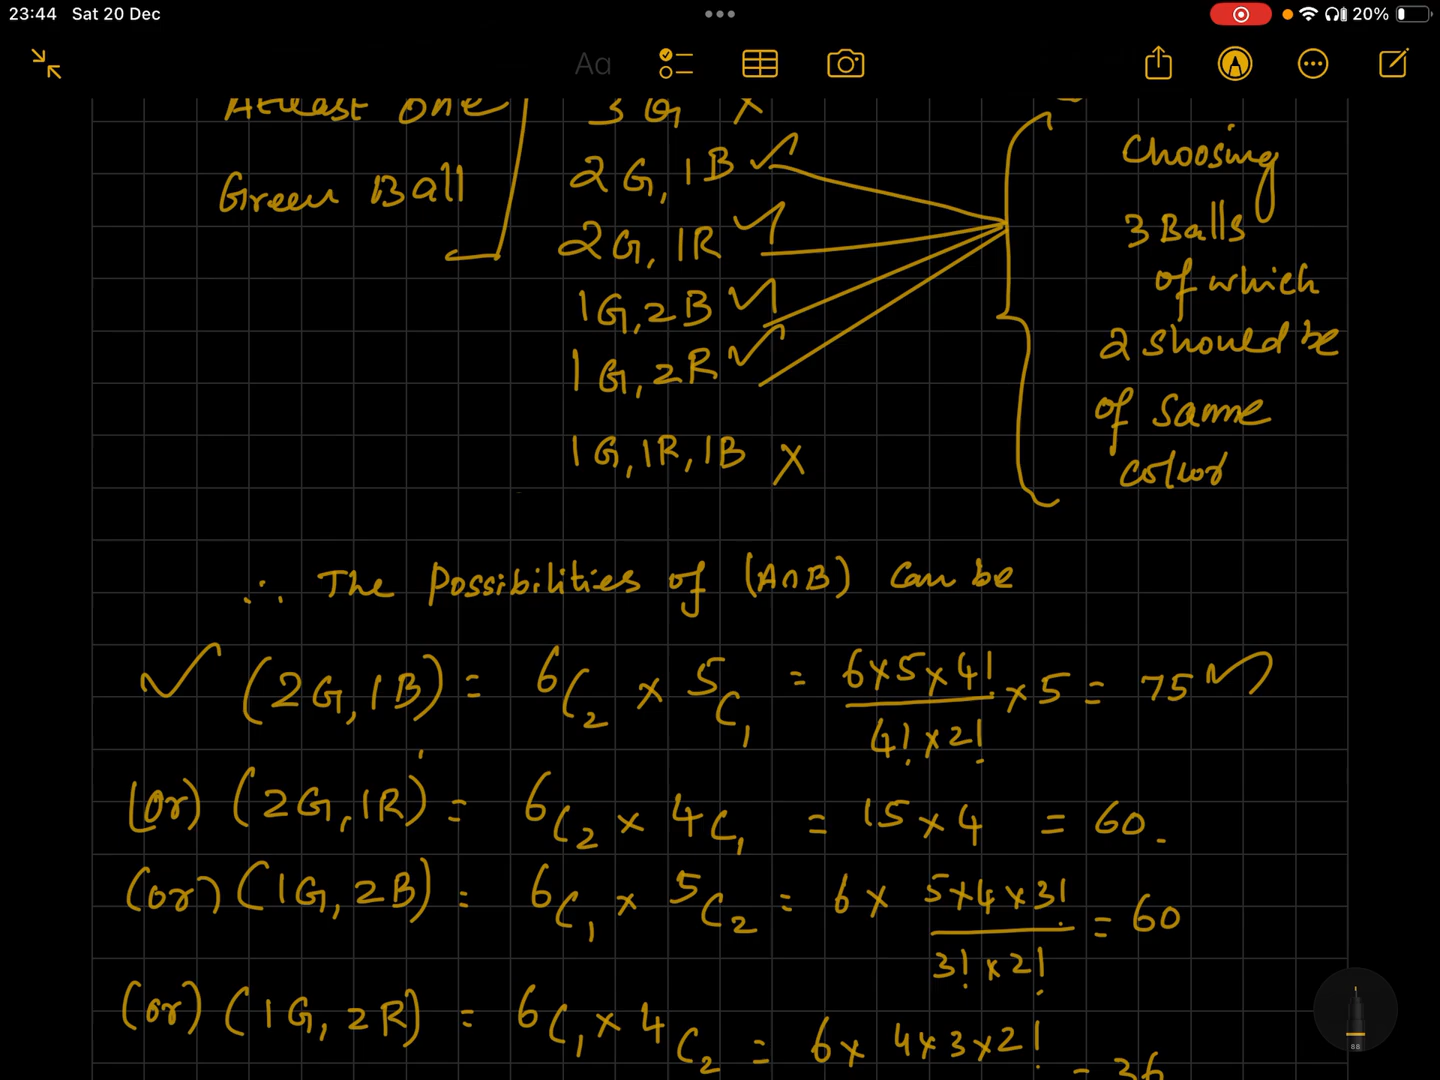 23:44 Sat 20 Dec
20%
Aa
Atleast One
Green Ball
3G X
2G, 1B ✓
2G, 1R ✓
1G, 2B ✓
1G, 2R ✓
1G, 1R, 1B X
Choosing
3 Balls
of which
2 should be
of same
colour
∴ The Possibilities of (A∩B) Can be
✓ (2G, 1B) = 6C₂ × 5C₁ = 6×5×4! / 4!×2! × 5 = 75 ✓
(or) (2G, 1R) = 6C₂ × 4C₁ = 15 × 4 = 60.
(or) (1G, 2B) = 6C₁ × 5C₂ = 6 × 5×4×3! / 3!×2! = 60
(or) (1G, 2R) = 6C₁ × 4C₂ = 6× 4×3×2! = 36
88